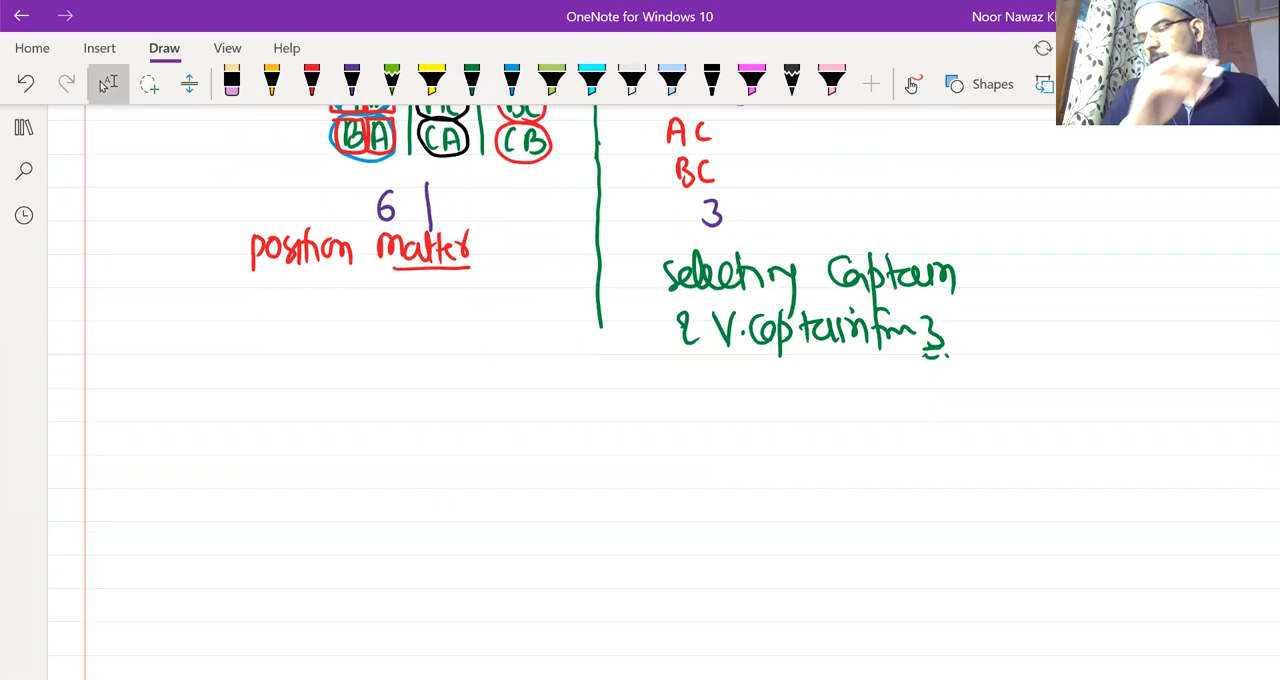 OneNote for Windows 10
Noor Nawaz Kh
Home Insert Draw View Help
Shapes
BA CA CB
6
position matter
AC
BC
3
selecting Captain
& V.Captain from 3